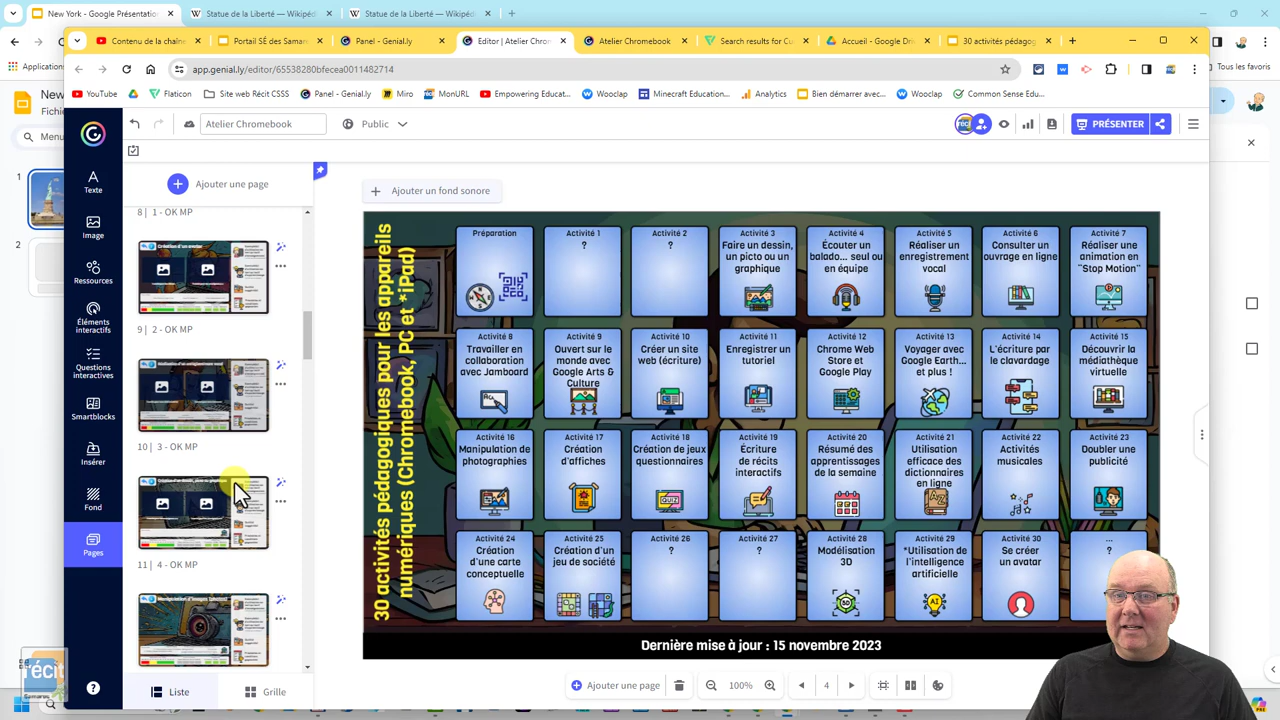 New York - Présentation
Statue de la Liberté — Wikipéd
Statue de la Liberté — Wikipéd
Contenu de la chaîne
Portail SÉ des Saman
Panel - Genial.ly
Editor | Atelier Chro
Atelier Chromebook
Search results for Cu
Accueil - Google Dri
30 activités pédagog
app.genial.ly/editor/65538280bfecea0011482714
Applications
Tous les favoris
YouTube
Flaticon
Site web Récit CSSS
Panel - Genial.ly
Miro
MonURL
Empowering Educat...
Wooclap
Minecraft Education...
Analytics
Bien démarrer avec...
Wooclap
Common Sense Edu...
New
Fichie
Menu
Atelier Chromebook
Public
PRÉSENTER
Texte
Image
Ressources
Éléments
interactifs
Questions
interactives
Smartblocks
Insérer
Fond
Pages
Ajouter une page
8 | 1 - OK MP
9 | 2 - OK MP
10 | 3 - OK MP
11 | 4 - OK MP
Liste
Grille
1
2
Ajouter un fond sonore
30 activités pédagogiques pour les appareils
numériques (Chromebook, PC et *iPad)
Préparation
Activité 1
?
Activité 2
?
Activité 3
Faire un dessin,
un picto ou un
graphique
Activité 4
Écouter un
balado... seul ou
en équipe
Activité 5
Réaliser un
enregistrement
vocal
Activité 6
Consulter un
ouvrage en ligne
Activité 7
Réaliser une
animation en
"Stop Motion"
Activité 8
Travailler en
collaboration
avec Jamboard
Activité 9
Ouvert sur le
monde avec
Google Arts &
Culture
Activité 10
Créer un site
web (écriture)
Activité 11
Enregistrer un
tutoriel
Activité 12
Chrome Web
Store et
Google Play
Activité 13
Voyager avec
Google Earth...
et plus !
Activité 14
L'écriture par
le clavardage
Activité 15
Découvrir la
médiathèque
virtuelle
Activité 16
Manipulation de
photographies
Activité 17
Création
d'affiches
Activité 18
Création de jeux
questionnaires
QUIZ
Activité 19
Écriture
de récits
interactifs
Activité 20
Résumé des
apprentissages
de la semaine
Activité 21
Utilisation
efficace des
dictionnaires
en ligne
Activité 22
Activités
musicales
Activité 23
Doubler une
publicité
Activité 24
Création
d'une carte
conceptuelle
Activité 25
Création d'un
jeu de société
Activité 26
?
Activité 27
?
Activité 28
Modélisation
3D
3D
Activité 29
*Utilisation de
l'intelligence
artificielle
Activité 30
Se créer
un avatar
Dernière mise à jour : 15 novembre 2023
Ajouter une page
100%
4
récit
Samares